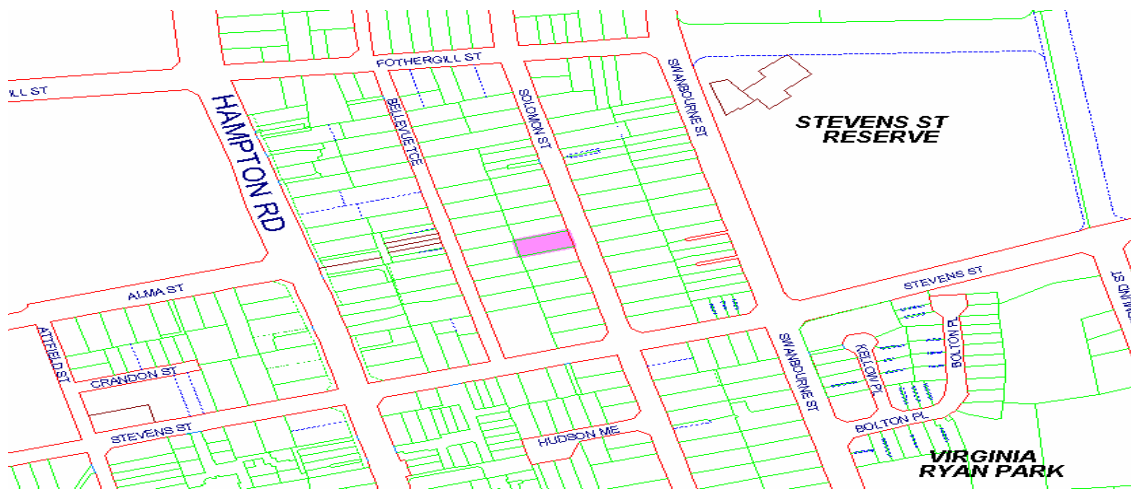 FOTHERGILL ST
ILL ST
HAMPTON RD
BELLEVUE TCE
SOLOMON ST
SWANBOURNE ST
STEVENS ST
RESERVE
ALMA ST
ATTFIELD ST
CRANDON ST
STEVENS ST
STEVENS ST
SWANBOURNE ST
KELLOW PL
BOLTON PL
BOLTON PL
HUDSON ME
VIRGINIA
RYAN PARK